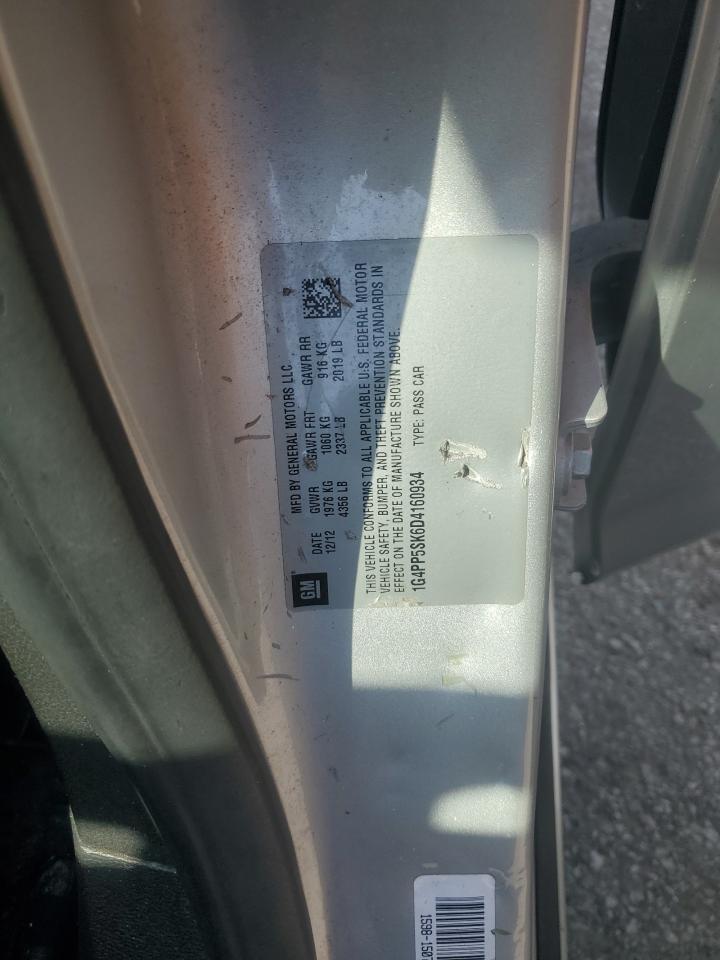 GM
MFD BY GENERAL MOTORS LLC
DATE GVWR GAWR FRT GAWR RR
12/12 1976 KG 1060 KG 916 KG
4356 LB 2337 LB 2019 LB
THIS VEHICLE CONFORMS TO ALL APPLICABLE U.S. FEDERAL MOTOR
VEHICLE SAFETY, BUMPER, AND THEFT PREVENTION STANDARDS IN
EFFECT ON THE DATE OF MANUFACTURE SHOWN ABOVE.
1G4PP5SK6D4160934 TYPE: PASS CAR